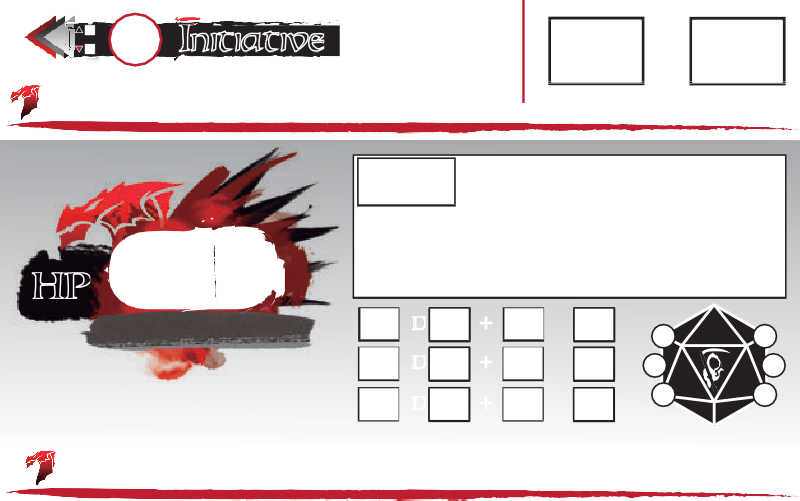 Initiative
HP
D +
D +
D +